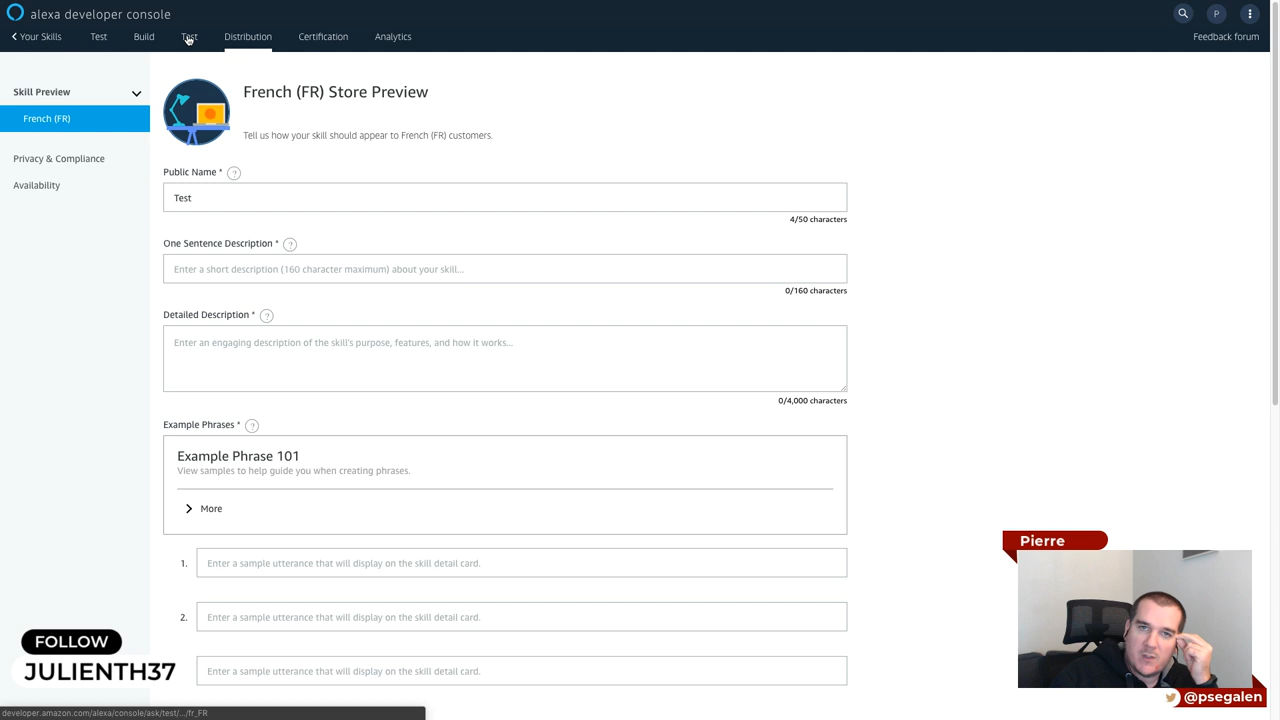 alexa developer console
P
Your Skills Test Build Test Distribution Certification Analytics Feedback forum
Skill Preview
French (FR)
Privacy & Compliance
Availability
French (FR) Store Preview
Tell us how your skill should appear to French (FR) customers.
Public Name * ?
Test
4/50 characters
One Sentence Description * ?
Enter a short description (160 character maximum) about your skill...
0/160 characters
Detailed Description * ?
Enter an engaging description of the skill's purpose, features, and how it works...
0/4,000 characters
Example Phrases * ?
Example Phrase 101
View samples to help guide you when creating phrases.
More
1. Enter a sample utterance that will display on the skill detail card.
2. Enter a sample utterance that will display on the skill detail card.
Enter a sample utterance that will display on the skill detail card.
Pierre
@psegalen
FOLLOW
JULIENTH37
developer.amazon.com/alexa/console/ask/test/.../fr_FR